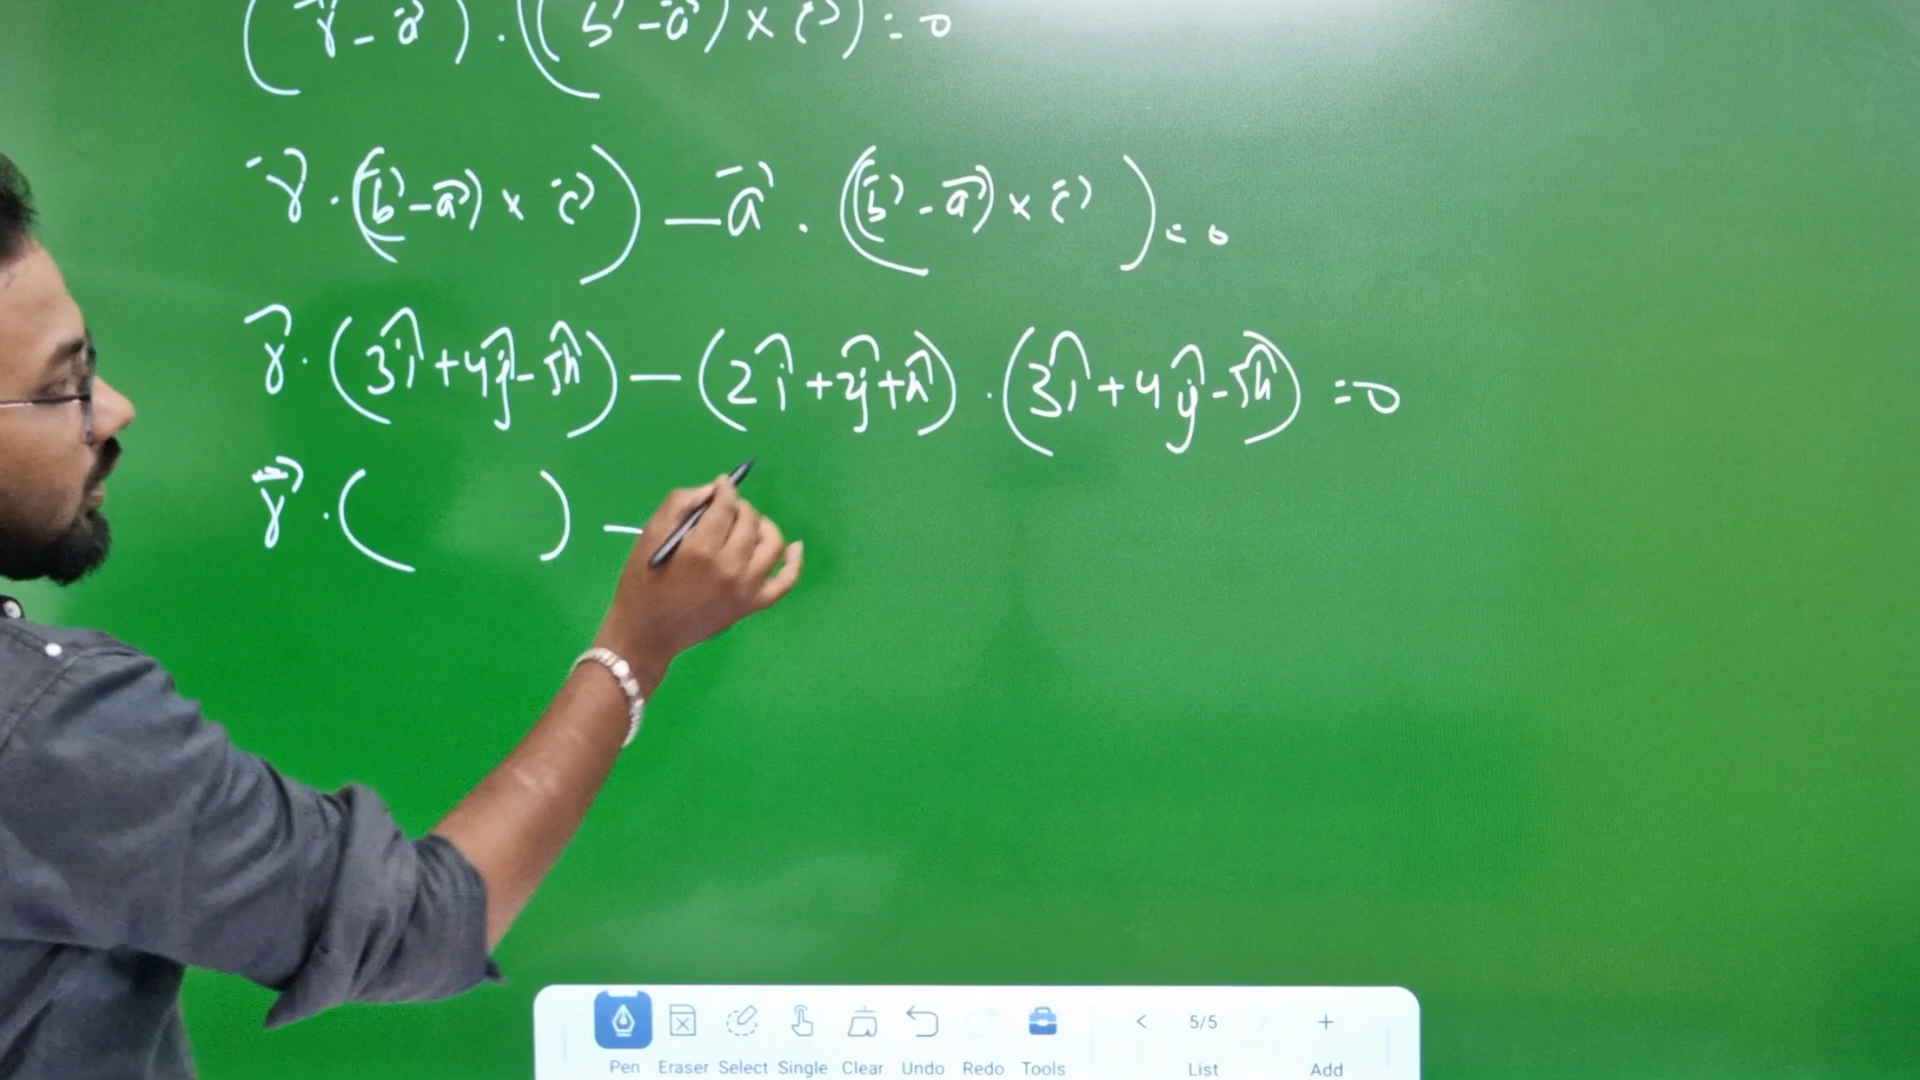 (r⃗ - a⃗) · ((b⃗ - a⃗) × c⃗) = 0
r⃗ · ((b⃗ - a⃗) × c⃗) - a⃗ · ((b⃗ - a⃗) × c⃗) = 0
r⃗ · (3î + 4ĵ - 5k̂) - (2î + 2ĵ + k̂) · (3î + 4ĵ - 5k̂) = 0
r⃗ · (        ) -
Pen Eraser Select Single Clear Undo Redo Tools < 5/5 List + Add